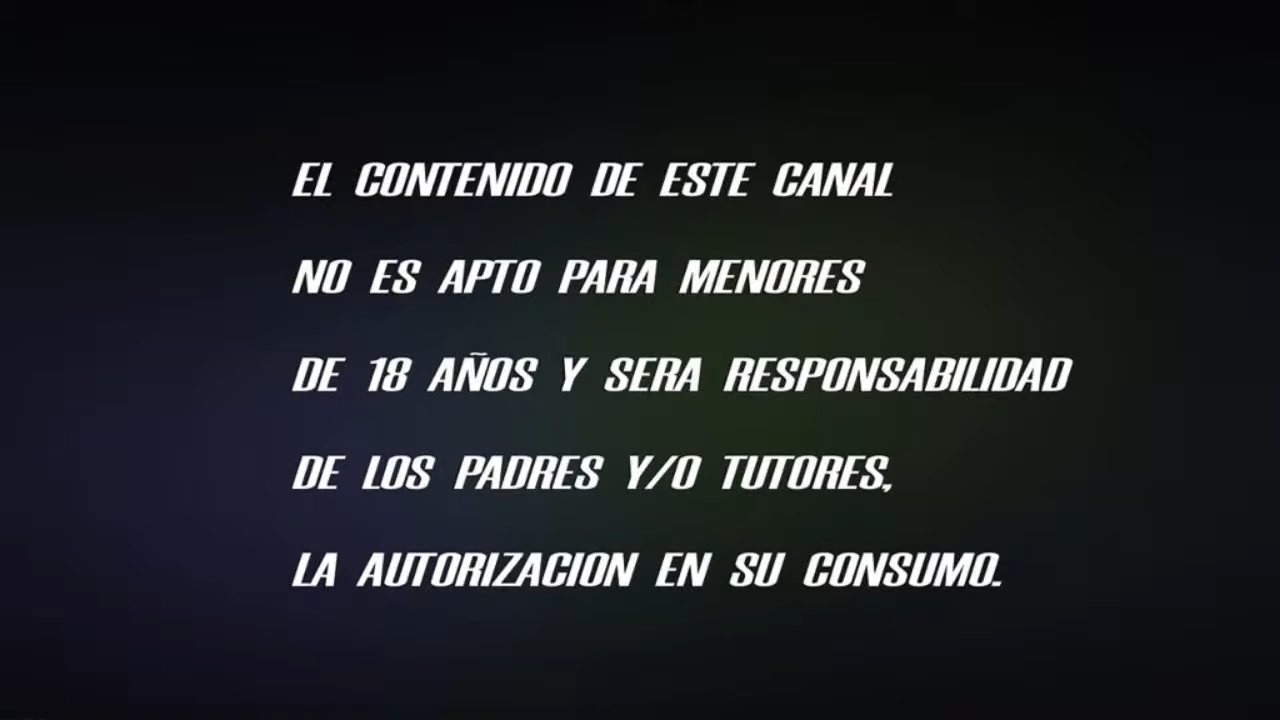 EL CONTENIDO DE ESTE CANAL
NO ES APTO PARA MENORES
DE 18 AÑOS Y SERA RESPONSABILIDAD
DE LOS PADRES Y/O TUTORES,
LA AUTORIZACION EN SU CONSUMO.